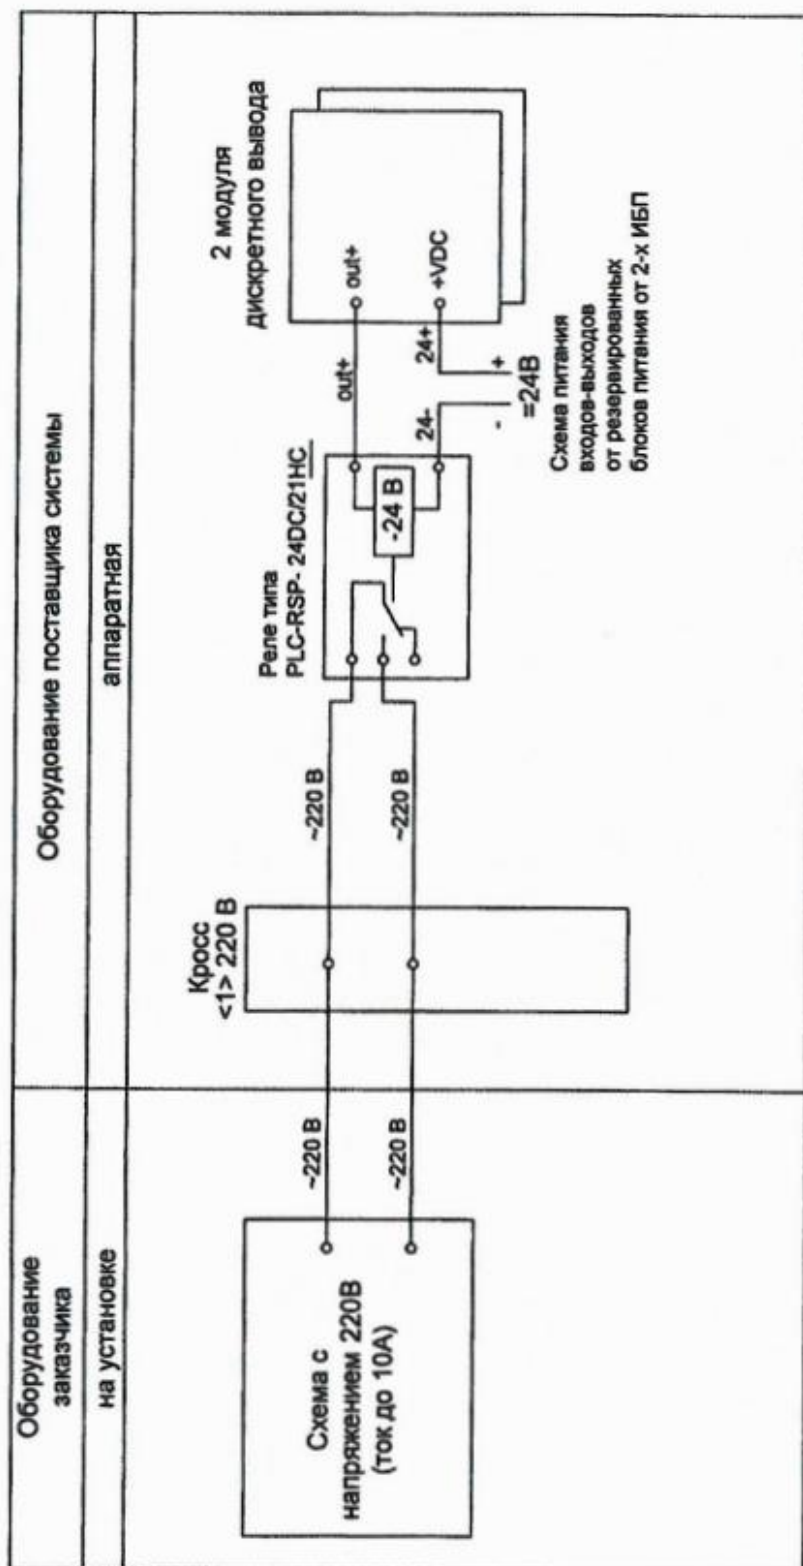 Оборудование
заказчика
Оборудование поставщика системы
на установке
аппаратная
Схема с
напряжением 220В
(ток до 10А)
~220 В
~220 В
Кросс
<1> 220 В
~220 В
~220 В
Реле типа
PLC-RSP- 24DC/21HC
-24 В
out+
24-
24+
- +
=24В
2 модуля
дискретного вывода
out+
+VDC
Схема питания
входов-выходов
от резервированных
блоков питания от 2-х ИБП